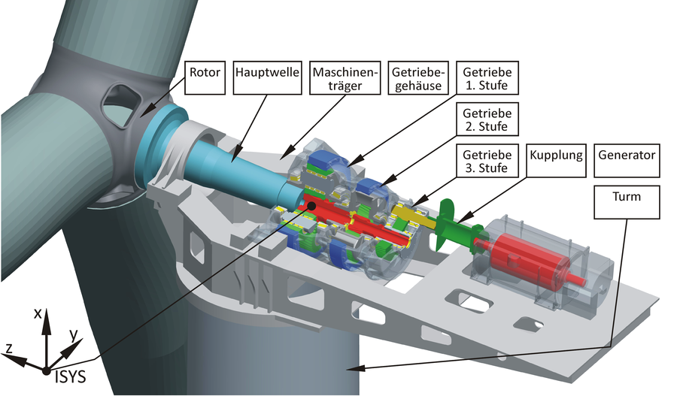 Rotor
Hauptwelle
Maschinen-
träger
Getriebe-
gehäuse
Getriebe
1. Stufe
Getriebe
2. Stufe
Getriebe
3. Stufe
Kupplung
Generator
Turm
x
y
z
ISYS